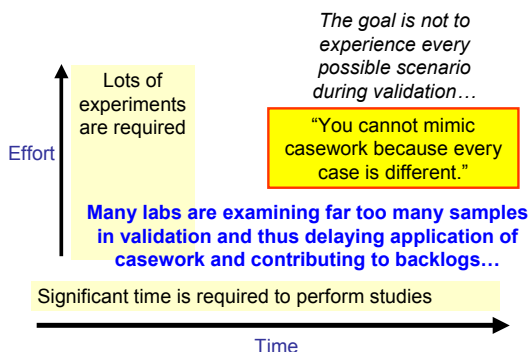 The goal is not to
experience every
possible scenario
during validation…
Lots of
experiments
are required
“You cannot mimic
casework because every
case is different.”
Effort
Many labs are examining far too many samples
in validation and thus delaying application of
casework and contributing to backlogs…
Significant time is required to perform studies
Time